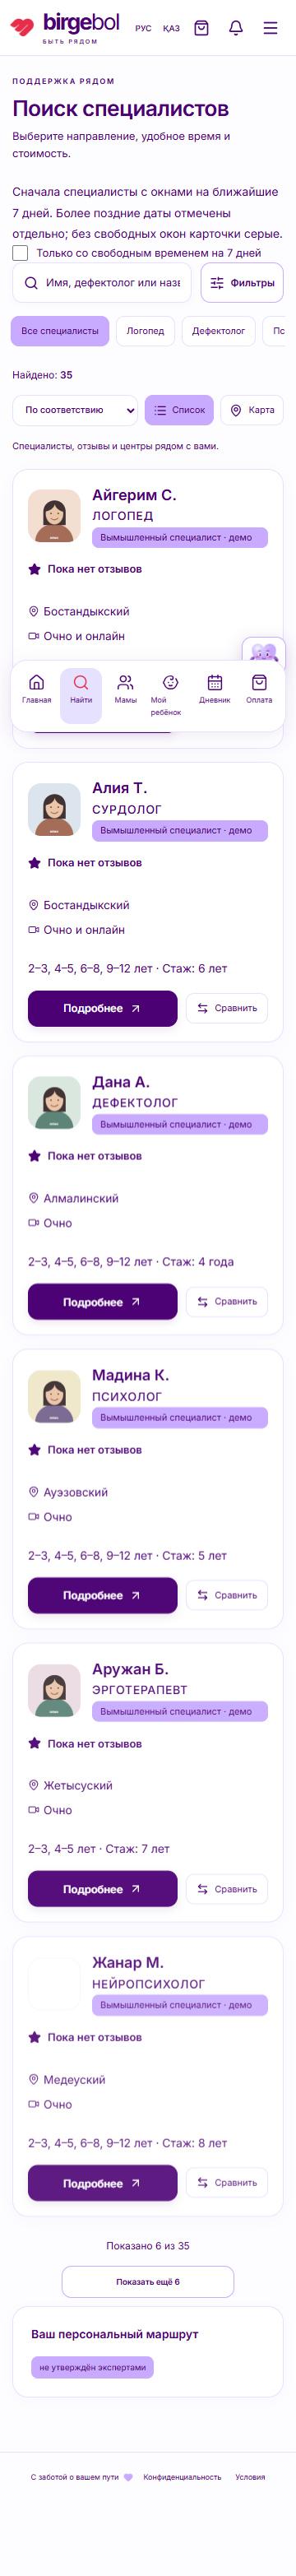 birgebol
БЫТЬ РЯДОМ
РУС ҚАЗ
ПОДДЕРЖКА РЯДОМ
Поиск специалистов
Выберите направление, удобное время и
стоимость.
Сначала специалисты с окнами на ближайшие
7 дней. Более поздние даты отмечены
отдельно; без свободных окон карточки серые.
Только со свободным временем на 7 дней
Имя, дефектолог или назв
Фильтры
Все специалисты
Логопед
Дефектолог
Пс
Найдено: 35
По соответствию
Список
Карта
Специалисты, отзывы и центры рядом с вами.
Айгерим С.
ЛОГОПЕД
Вымышленный специалист · демо
Пока нет отзывов
Бостандыкский
Очно и онлайн
Главная
Найти
Мамы
Мой
ребёнок
Дневник
Оплата
Алия Т.
СУРДОЛОГ
Вымышленный специалист · демо
Пока нет отзывов
Бостандыкский
Очно и онлайн
2–3, 4–5, 6–8, 9–12 лет · Стаж: 6 лет
Подробнее
Сравнить
Дана А.
ДЕФЕКТОЛОГ
Вымышленный специалист · демо
Пока нет отзывов
Алмалинский
Очно
2–3, 4–5, 6–8, 9–12 лет · Стаж: 4 года
Подробнее
Сравнить
Мадина К.
ПСИХОЛОГ
Вымышленный специалист · демо
Пока нет отзывов
Ауэзовский
Очно
2–3, 4–5, 6–8, 9–12 лет · Стаж: 5 лет
Подробнее
Сравнить
Аружан Б.
ЭРГОТЕРАПЕВТ
Вымышленный специалист · демо
Пока нет отзывов
Жетысуский
Очно
2–3, 4–5 лет · Стаж: 7 лет
Подробнее
Сравнить
Жанар М.
НЕЙРОПСИХОЛОГ
Вымышленный специалист · демо
Пока нет отзывов
Медеуский
Очно
2–3, 4–5, 6–8, 9–12 лет · Стаж: 8 лет
Подробнее
Сравнить
Показано 6 из 35
Показать ещё 6
Ваш персональный маршрут
не утверждён экспертами
С заботой о вашем пути
Конфиденциальность
Условия